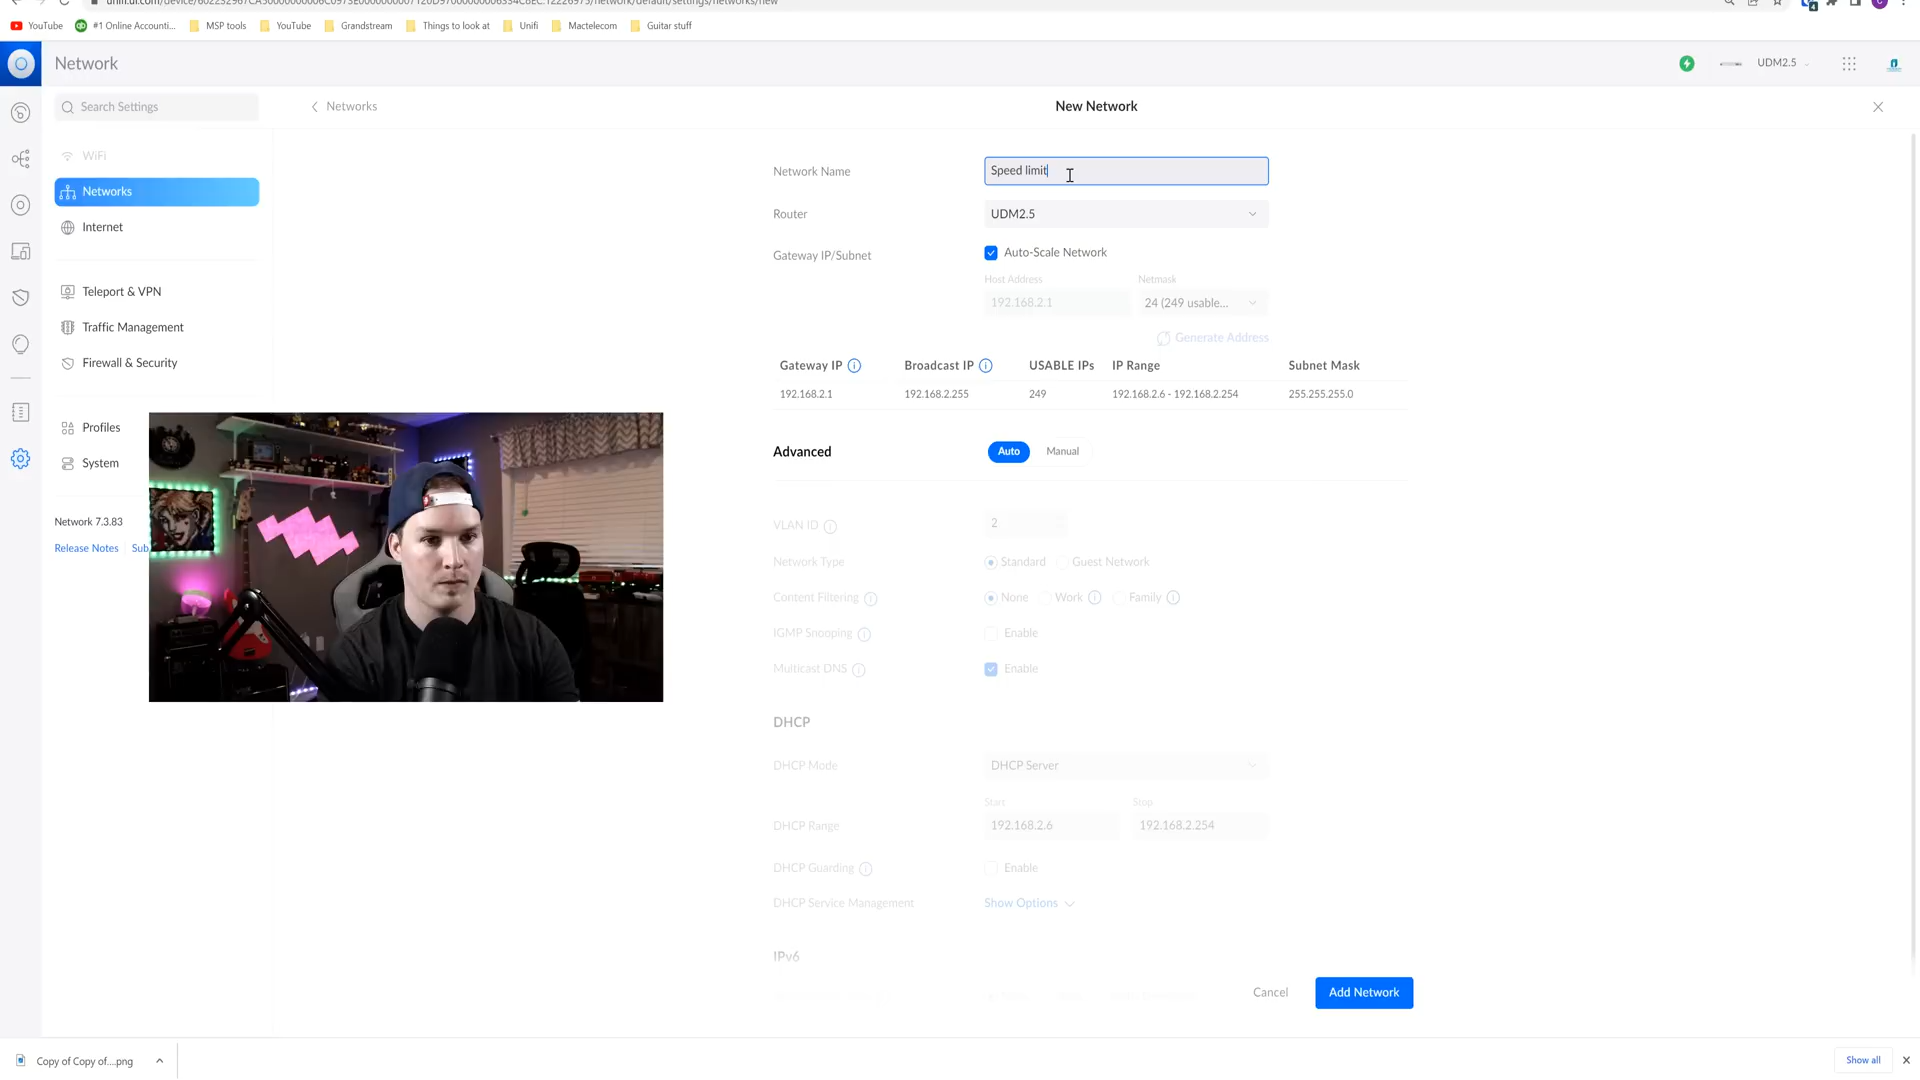 YouTube #1 Online Accounti... MSP tools YouTube Grandstream Things to look at Unifi Mactelecom Guitar stuff
Network UDM2.5
Search Settings Networks New Network
WiFi
Networks
Internet
Teleport & VPN
Traffic Management
Firewall & Security
Profiles
System
Network 7.3.83
Release Notes Sub
Network Name Speed limit
Router UDM2.5
Gateway IP/Subnet Auto-Scale Network
Host Address Netmask
192.168.2.1 24 (249 usable...
Generate Address
Gateway IP Broadcast IP USABLE IPs IP Range Subnet Mask
192.168.2.1 192.168.2.255 249 192.168.2.6 - 192.168.2.254 255.255.255.0
Advanced Auto Manual
VLAN ID 2
Network Type Standard Guest Network
Content Filtering None Work Family
IGMP Snooping Enable
Multicast DNS Enable
DHCP
DHCP Mode DHCP Server
Start Stop
DHCP Range 192.168.2.6 192.168.2.254
DHCP Guarding Enable
DHCP Service Management Show Options
IPv6
Cancel Add Network
Copy of Copy of....png Show all